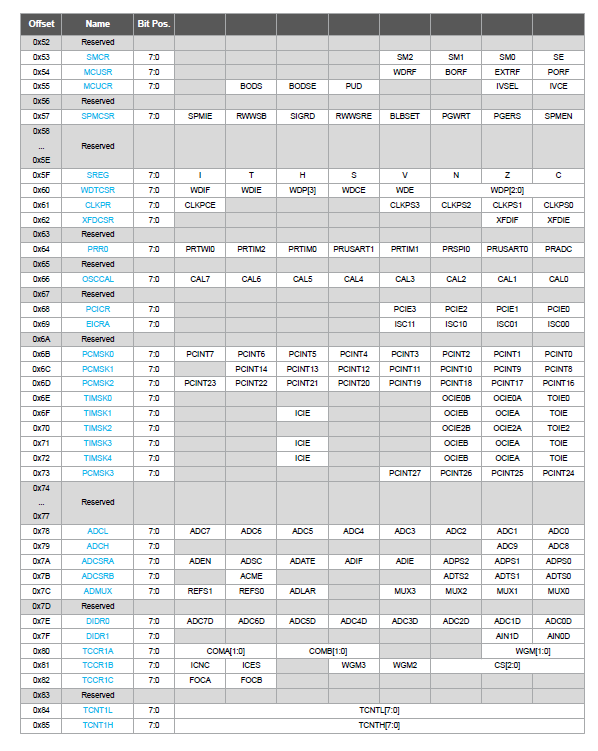 Offset Name Bit Pos.
0x52 Reserved
0x53 SMCR 7:0 SM2 SM1 SM0 SE
0x54 MCUSR 7:0 WDRF BORF EXTRF PORF
0x55 MCUCR 7:0 BODS BODSE PUD IVSEL IVCE
0x56 Reserved
0x57 SPMCSR 7:0 SPMIE RWWSB SIGRD RWWSRE BLBSET PGWRT PGERS SPMEN
0x58
... Reserved
0x5E
0x5F SREG 7:0 I T H S V N Z C
0x60 WDTCSR 7:0 WDIF WDIE WDP[3] WDCE WDE WDP[2:0]
0x61 CLKPR 7:0 CLKPCE CLKPS3 CLKPS2 CLKPS1 CLKPS0
0x62 XFDCSR 7:0 XFDIF XFDIE
0x63 Reserved
0x64 PRR0 7:0 PRTWI0 PRTIM2 PRTIM0 PRUSART1 PRTIM1 PRSPI0 PRUSART0 PRADC
0x65 Reserved
0x66 OSCCAL 7:0 CAL7 CAL6 CAL5 CAL4 CAL3 CAL2 CAL1 CAL0
0x67 Reserved
0x68 PCICR 7:0 PCIE3 PCIE2 PCIE1 PCIE0
0x69 EICRA 7:0 ISC11 ISC10 ISC01 ISC00
0x6A Reserved
0x6B PCMSK0 7:0 PCINT7 PCINT6 PCINT5 PCINT4 PCINT3 PCINT2 PCINT1 PCINT0
0x6C PCMSK1 7:0 PCINT14 PCINT13 PCINT12 PCINT11 PCINT10 PCINT9 PCINT8
0x6D PCMSK2 7:0 PCINT23 PCINT22 PCINT21 PCINT20 PCINT19 PCINT18 PCINT17 PCINT16
0x6E TIMSK0 7:0 OCIE0B OCIE0A TOIE0
0x6F TIMSK1 7:0 ICIE OCIEB OCIEA TOIE
0x70 TIMSK2 7:0 OCIE2B OCIE2A TOIE2
0x71 TIMSK3 7:0 ICIE OCIEB OCIEA TOIE
0x72 TIMSK4 7:0 ICIE OCIEB OCIEA TOIE
0x73 PCMSK3 7:0 PCINT27 PCINT26 PCINT25 PCINT24
0x74
... Reserved
0x77
0x78 ADCL 7:0 ADC7 ADC6 ADC5 ADC4 ADC3 ADC2 ADC1 ADC0
0x79 ADCH 7:0 ADC9 ADC8
0x7A ADCSRA 7:0 ADEN ADSC ADATE ADIF ADIE ADPS2 ADPS1 ADPS0
0x7B ADCSRB 7:0 ACME ADTS2 ADTS1 ADTS0
0x7C ADMUX 7:0 REFS1 REFS0 ADLAR MUX3 MUX2 MUX1 MUX0
0x7D Reserved
0x7E DIDR0 7:0 ADC7D ADC6D ADC5D ADC4D ADC3D ADC2D ADC1D ADC0D
0x7F DIDR1 7:0 AIN1D AIN0D
0x80 TCCR1A 7:0 COMA[1:0] COMB[1:0] WGM[1:0]
0x81 TCCR1B 7:0 ICNC ICES WGM3 WGM2 CS[2:0]
0x82 TCCR1C 7:0 FOCA FOCB
0x83 Reserved
0x84 TCNT1L 7:0 TCNTL[7:0]
0x85 TCNT1H 7:0 TCNTH[7:0]